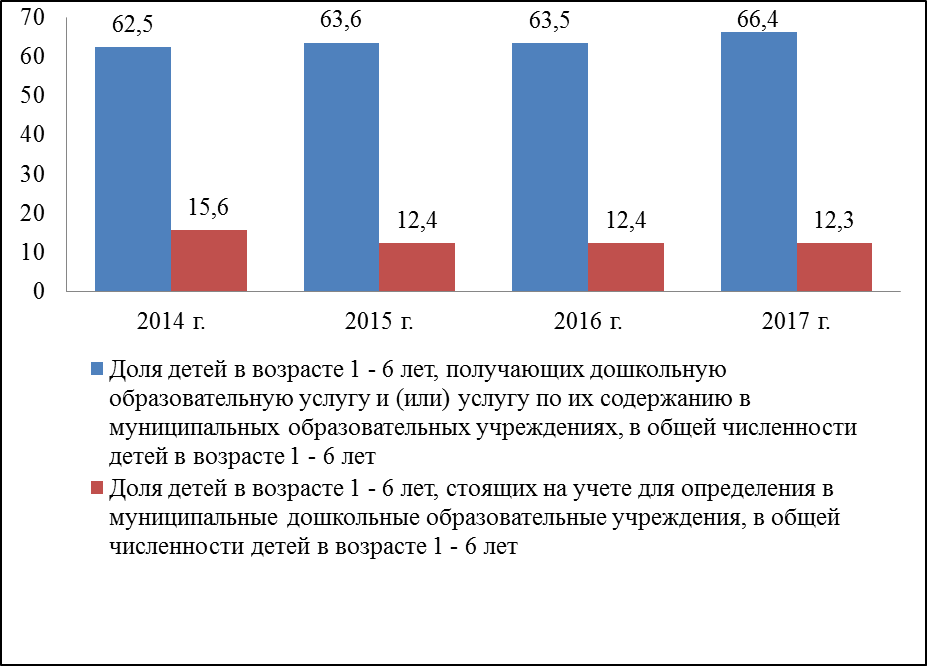 70
60
50
40
30
20
10
0
62,5
63,6
63,5
66,4
15,6
12,4
12,4
12,3
2014 г.
2015 г.
2016 г.
2017 г.
Доля детей в возрасте 1 - 6 лет, получающих дошкольную
образовательную услугу и (или) услугу по их содержанию в
муниципальных образовательных учреждениях, в общей численности
детей в возрасте 1 - 6 лет
Доля детей в возрасте 1 - 6 лет, стоящих на учете для определения в
муниципальные дошкольные образовательные учреждения, в общей
численности детей в возрасте 1 - 6 лет